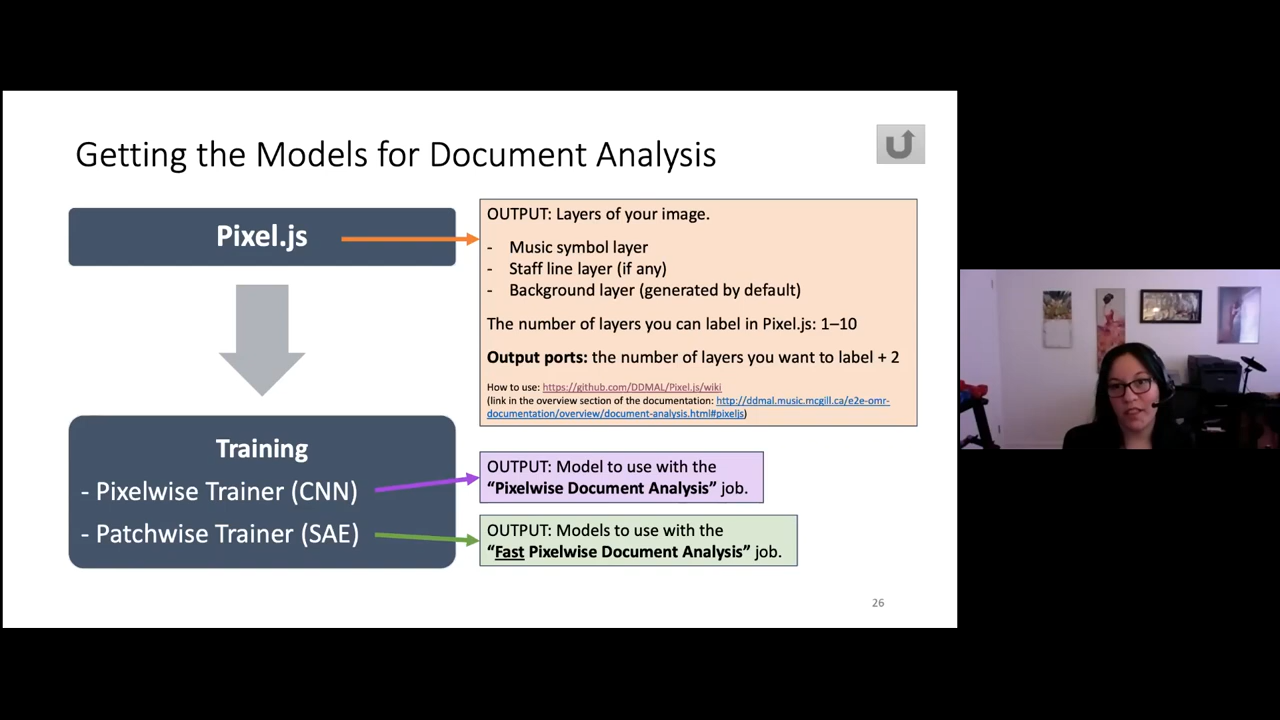 Getting the Models for Document Analysis
Pixel.js
OUTPUT: Layers of your image.
- Music symbol layer
- Staff line layer (if any)
- Background layer (generated by default)
The number of layers you can label in Pixel.js: 1–10
Output ports: the number of layers you want to label + 2
How to use: https://github.com/DDMAL/Pixel.js/wiki
(link in the overview section of the documentation: http://ddmal.music.mcgill.ca/e2e-omr-
documentation/overview/document-analysis.html#pixeljs)
Training
- Pixelwise Trainer (CNN)
- Patchwise Trainer (SAE)
OUTPUT: Model to use with the
“Pixelwise Document Analysis” job.
OUTPUT: Models to use with the
“Fast Pixelwise Document Analysis” job.
26